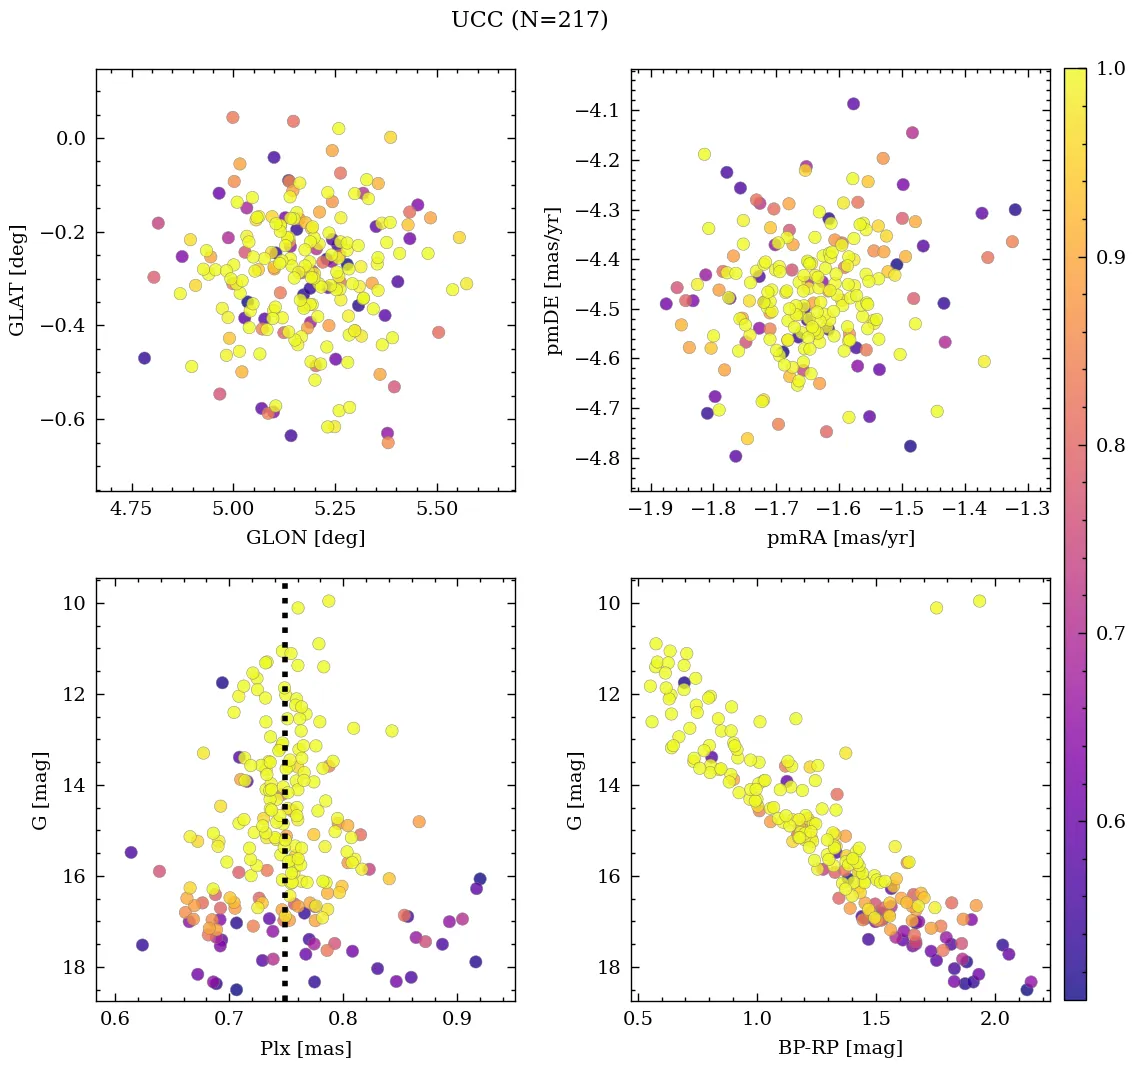 UCC (N=217)
0.0
−0.2
−0.4
−0.6
GLAT [deg]
4.75 5.00 5.25 5.50
GLON [deg]
−4.1
−4.2
−4.3
−4.4
−4.5
−4.6
−4.7
−4.8
pmDE [mas/yr]
−1.9 −1.8 −1.7 −1.6 −1.5 −1.4 −1.3
pmRA [mas/yr]
10
12
14
16
18
G [mag]
0.6 0.7 0.8 0.9
Plx [mas]
10
12
14
16
18
G [mag]
0.5 1.0 1.5 2.0
BP-RP [mag]
1.0
0.9
0.8
0.7
0.6